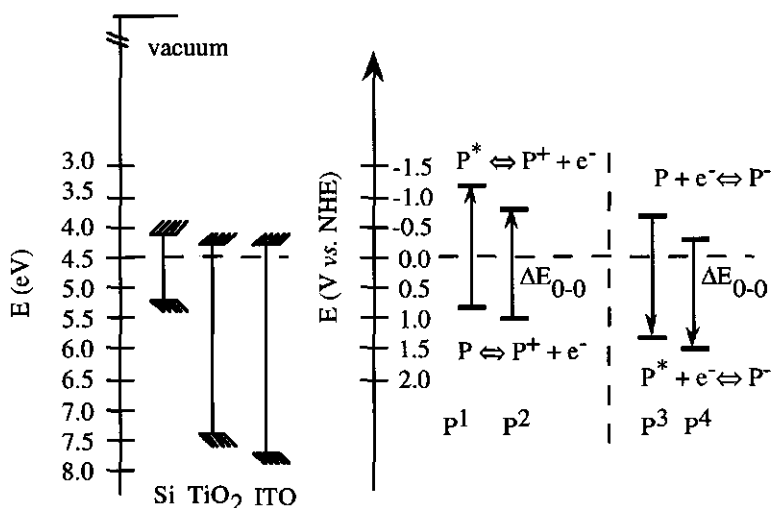 vacuum
E (eV)
3.0
3.5
4.0
4.5
5.0
5.5
6.0
6.5
7.0
7.5
8.0
Si TiO₂ ITO
E (V vs. NHE)
-1.5
-1.0
-0.5
0.0
0.5
1.0
1.5
2.0
P* ⇔ P⁺ + e⁻
ΔE₀₋₀
P ⇔ P⁺ + e⁻
P¹ P²
P + e⁻ ⇔ P⁻
ΔE₀₋₀
P* + e⁻ ⇔ P⁻
P³ P⁴